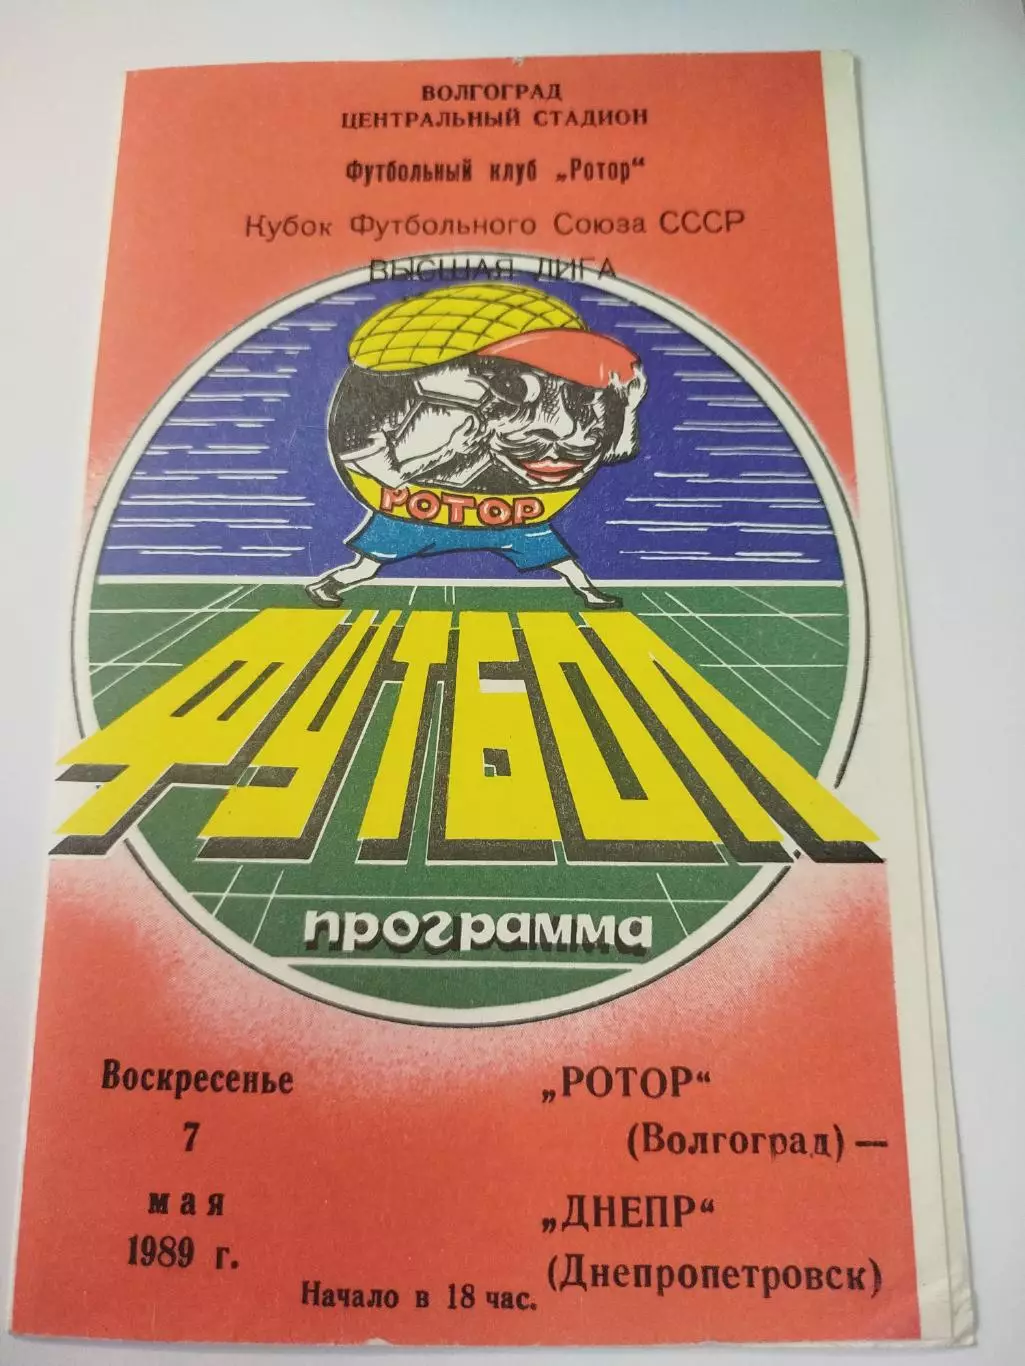 ВОЛГОГРАД
ЦЕНТРАЛЬНЫЙ СТАДИОН
Футбольный клуб „Ротор“
Кубок Футбольного Союза СССР
ВЫСШАЯ ЛИГА
РОТОР
ФУТБОЛ
программа
Воскресенье
7
мая
1989 г.
„РОТОР“
(Волгоград) —
„ДНЕПР“
(Днепропетровск)
Начало в 18 час.